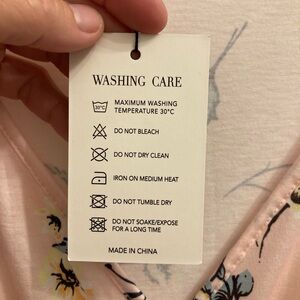 WASHING CARE
30°C
MAXIMUM WASHING
TEMPERATURE 30°C
DO NOT BLEACH
DO NOT DRY CLEAN
IRON ON MEDIUM HEAT
DO NOT TUMBLE DRY
DO NOT SOAKE/EXPOSE
FOR A LONG TIME
MADE IN CHINA